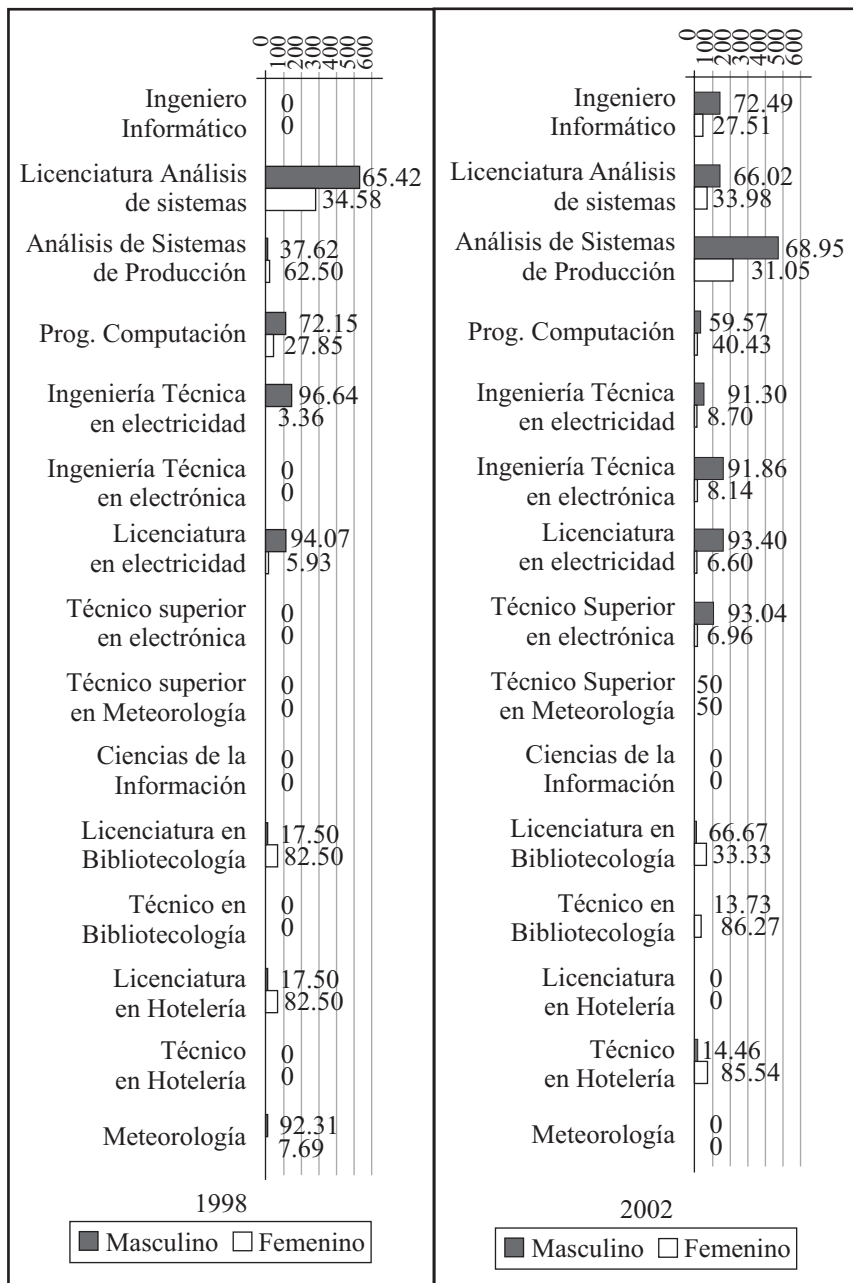 0 100 200 300 400 500 600
Ingeniero
Informático
0
0
Licenciatura Análisis
de sistemas
65.42
34.58
Análisis de Sistemas
de Producción
37.62
62.50
Prog. Computación
72.15
27.85
Ingeniería Técnica
en electricidad
96.64
3.36
Ingeniería Técnica
en electrónica
0
0
Licenciatura
en electricidad
94.07
5.93
Técnico superior
en electrónica
0
0
Técnico superior
en Meteorología
0
0
Ciencias de la
Información
0
0
Licenciatura en
Bibliotecología
17.50
82.50
Técnico en
Bibliotecología
0
0
Licenciatura
en Hotelería
17.50
82.50
Técnico
en Hotelería
0
0
Meteorología
92.31
7.69
1998
Masculino Femenino
0 100 200 300 400 500 600
Ingeniero
Informático
72.49
27.51
Licenciatura Análisis
de sistemas
66.02
33.98
Análisis de Sistemas
de Producción
68.95
31.05
Prog. Computación
59.57
40.43
Ingeniería Técnica
en electricidad
91.30
8.70
Ingeniería Técnica
en electrónica
91.86
8.14
Licenciatura
en electricidad
93.40
6.60
Técnico Superior
en electrónica
93.04
6.96
Técnico Superior
en Meteorología
50
50
Ciencias de la
Información
0
0
Licenciatura en
Bibliotecología
66.67
33.33
Técnico en
Bibliotecología
13.73
86.27
Licenciatura
en Hotelería
0
0
Técnico
en Hotelería
14.46
85.54
Meteorología
0
0
2002
Masculino Femenino